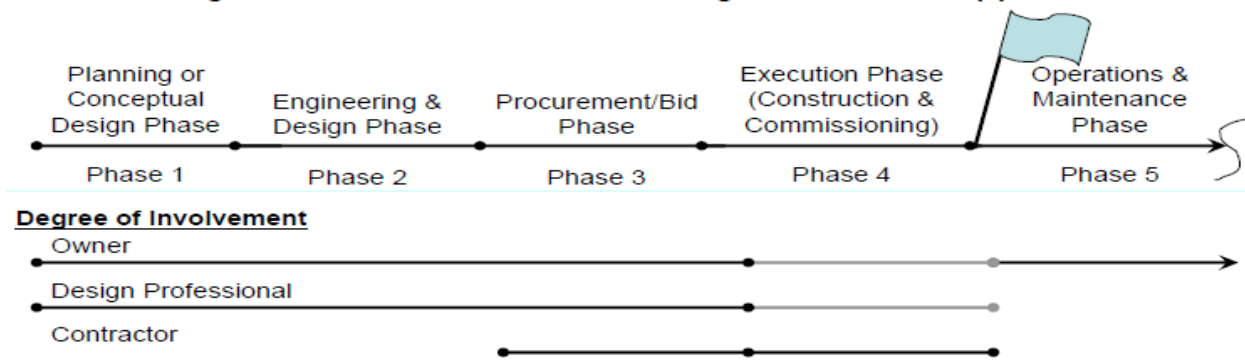 Planning or
Conceptual
Design Phase
Engineering &
Design Phase
Procurement/Bid
Phase
Execution Phase
(Construction &
Commissioning)
Operations &
Maintenance
Phase
Phase 1
Phase 2
Phase 3
Phase 4
Phase 5
Degree of Involvement
Owner
Design Professional
Contractor